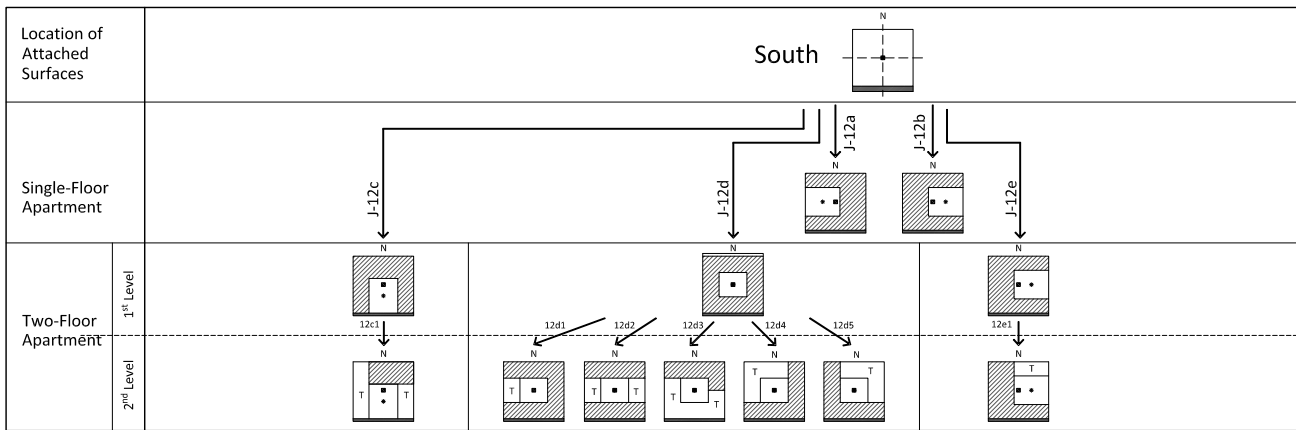 Location of
Attached
Surfaces
South
N
Single-Floor
Apartment
J-12c
J-12d
J-12a
J-12b
J-12e
N
N
Two-Floor
Apartment
1st Level
N
N
N
12c1
12d1
12d2
12d3
12d4
12d5
12e1
2nd Level
N
N
N
N
N
N
N
T
T
T
T
T
T
T
T
T
T